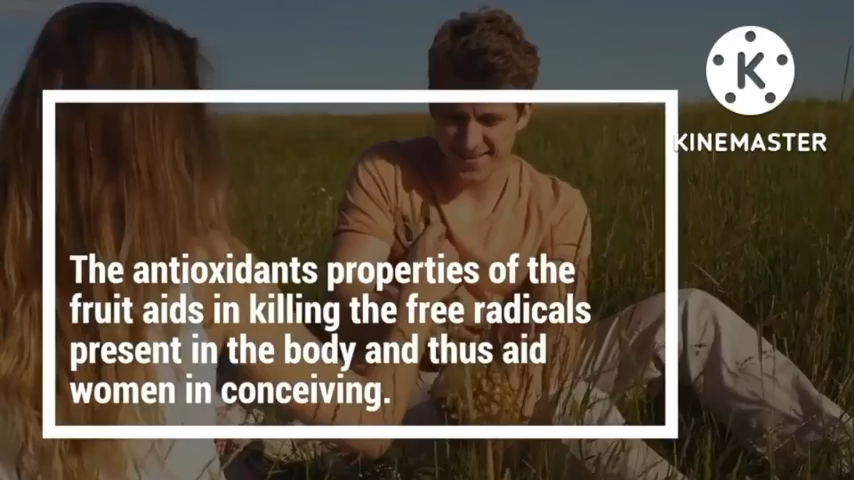 K
KINEMASTER
The antioxidants properties of the
fruit aids in killing the free radicals
present in the body and thus aid
women in conceiving.